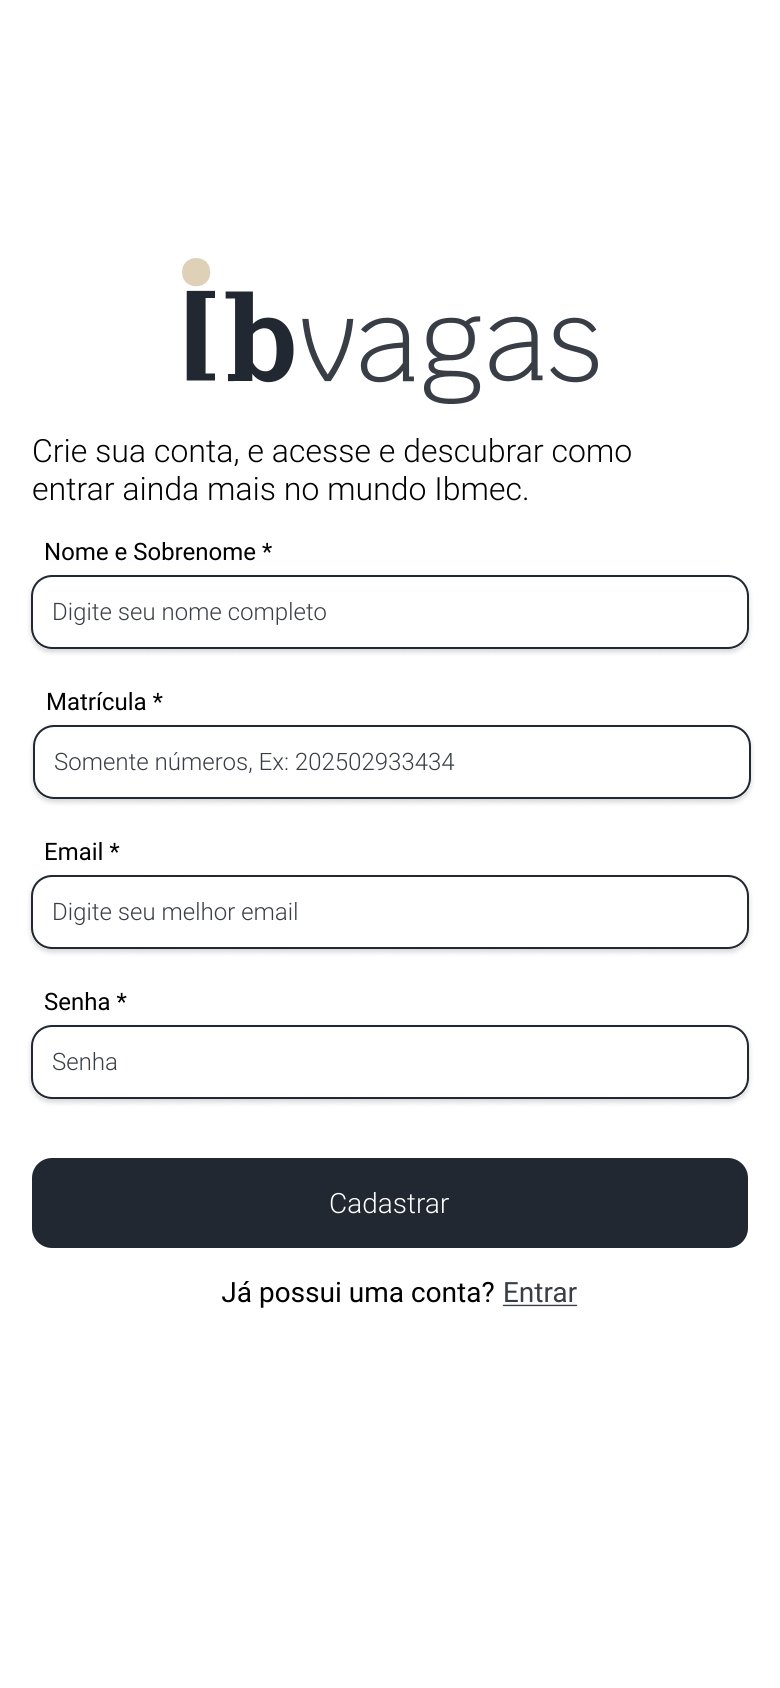 Ibvagas
Crie sua conta, e acesse e descubrar como
entrar ainda mais no mundo Ibmec.
Nome e Sobrenome *
Digite seu nome completo
Matrícula *
Somente números, Ex: 202502933434
Email *
Digite seu melhor email
Senha *
Senha
Cadastrar
Já possui uma conta? Entrar